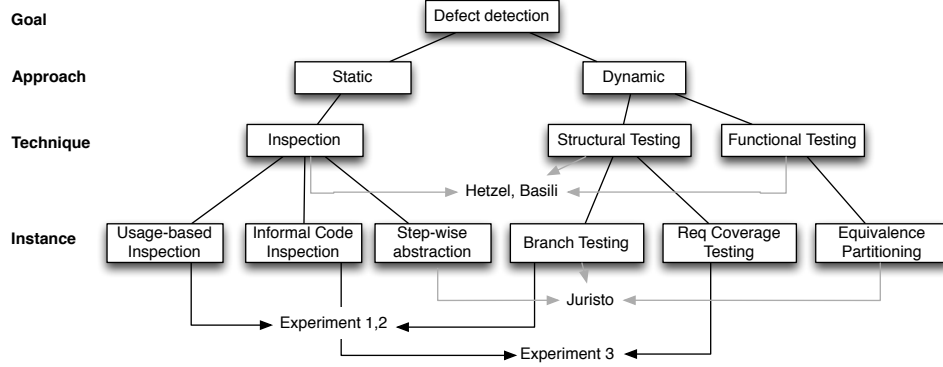 Goal
Defect detection
Approach
Static
Dynamic
Technique
Inspection
Structural Testing
Functional Testing
Hetzel, Basili
Instance
Usage-based
Inspection
Informal Code
Inspection
Step-wise
abstraction
Branch Testing
Req Coverage
Testing
Equivalence
Partitioning
Juristo
Experiment 1,2
Experiment 3